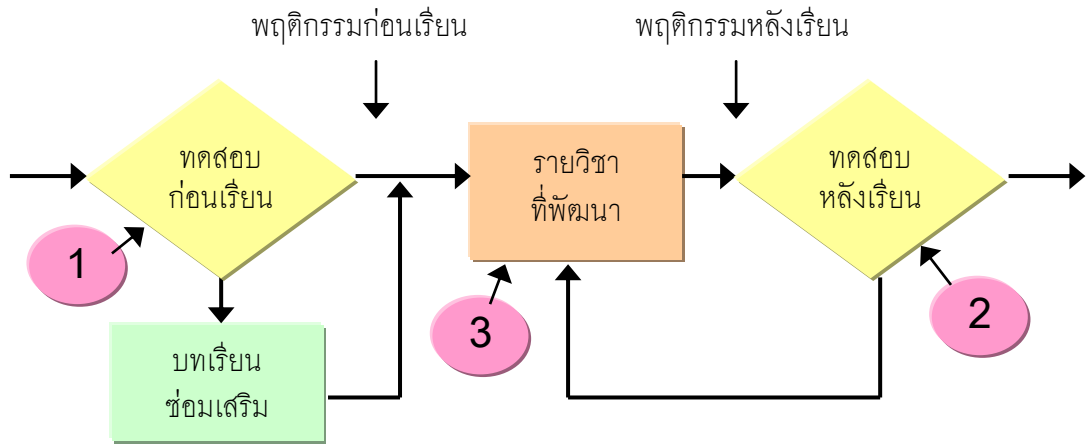 พฤติกรรมก่อนเรียน
พฤติกรรมหลังเรียน
ทดสอบ
ก่อนเรียน
รายวิชา
ที่พัฒนา
ทดสอบ
หลังเรียน
1
3
2
บทเรียน
ซ่อมเสริม